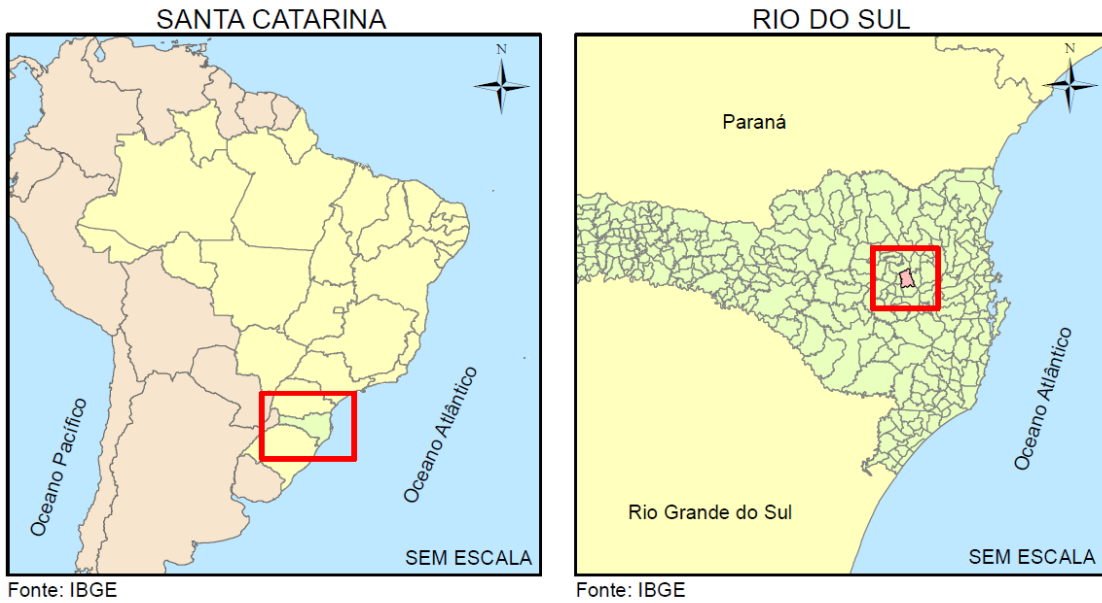 SANTA CATARINA
N
Oceano Pacífico
Oceano Atlântico
SEM ESCALA
Fonte: IBGE
RIO DO SUL
N
Paraná
Rio Grande do Sul
Oceano Atlântico
SEM ESCALA
Fonte: IBGE